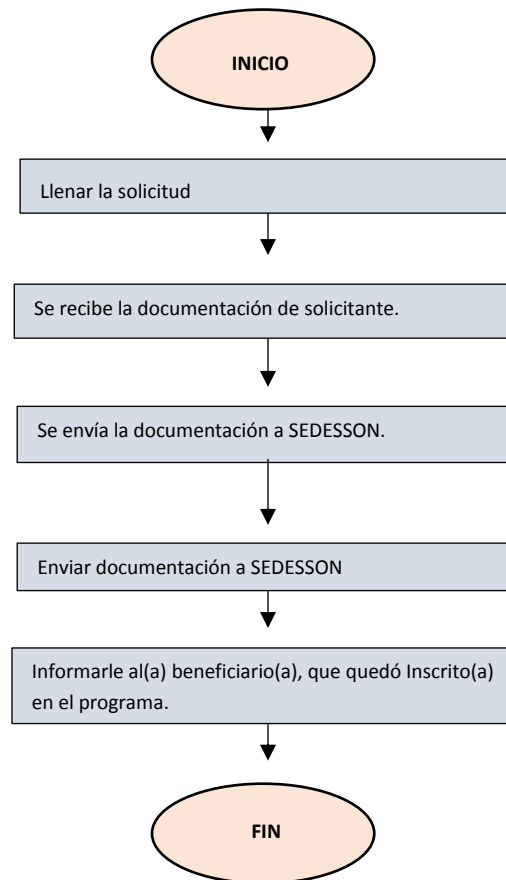 INICIO
Llenar la solicitud
Se recibe la documentación de solicitante.
Se envía la documentación a SEDESSON.
Enviar documentación a SEDESSON
Informarle al(a) beneficiario(a), que quedó Inscrito(a)
en el programa.
FIN